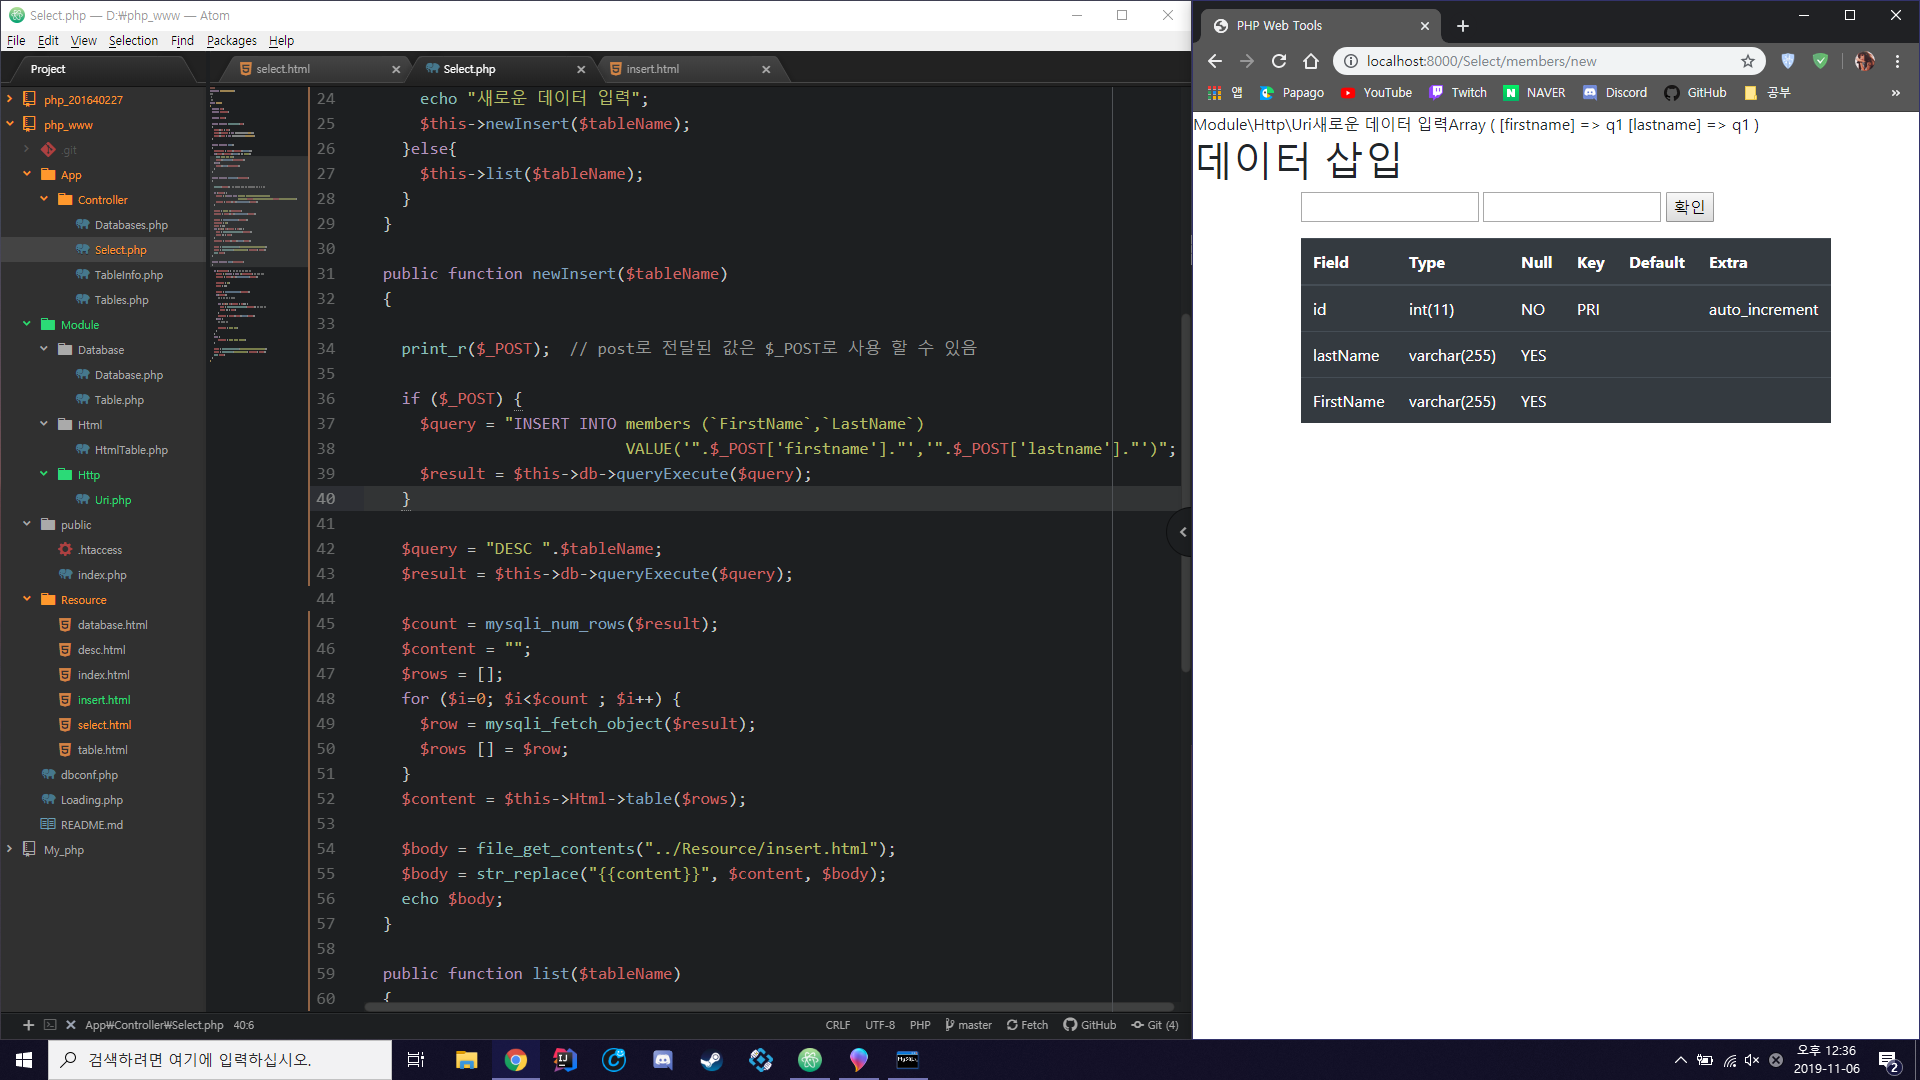 Select.php — D:₩php_www — Atom
File Edit View Selection Find Packages Help
Project
select.html
Select.php
insert.html
php_201640227
php_www
.git
App
Controller
Databases.php
Select.php
TableInfo.php
Tables.php
Module
Database
Database.php
Table.php
Html
HtmlTable.php
Http
Uri.php
public
.htaccess
index.php
Resource
database.html
desc.html
index.html
insert.html
select.html
table.html
dbconf.php
Loading.php
README.md
My_php
24 echo "새로운 데이터 입력";
25 $this->newInsert($tableName);
26 }else{
27 $this->list($tableName);
28 }
29 }
30
31 public function newInsert($tableName)
32 {
33
34 print_r($_POST); // post로 전달된 값은 $_POST로 사용 할 수 있음
35
36 if ($_POST) {
37 $query = "INSERT INTO members (`FirstName`,`LastName`)
38 VALUE('".$_POST['firstname']."','".$_POST['lastname']."')";
39 $result = $this->db->queryExecute($query);
40 }
41
42 $query = "DESC ".$tableName;
43 $result = $this->db->queryExecute($query);
44
45 $count = mysqli_num_rows($result);
46 $content = "";
47 $rows = [];
48 for ($i=0; $i<$count ; $i++) {
49 $row = mysqli_fetch_object($result);
50 $rows [] = $row;
51 }
52 $content = $this->Html->table($rows);
53
54 $body = file_get_contents("../Resource/insert.html");
55 $body = str_replace("{{content}}", $content, $body);
56 echo $body;
57 }
58
59 public function list($tableName)
60 {
App₩Controller₩Select.php 40:6
CRLF UTF-8 PHP master Fetch GitHub Git (4)
PHP Web Tools
localhost:8000/Select/members/new
앱 Papago YouTube Twitch NAVER Discord GitHub 공부 »
Module\Http\Uri새로운 데이터 입력Array ( [firstname] => q1 [lastname] => q1 )
데이터 삽입
확인
Field Type Null Key Default Extra
id int(11) NO PRI auto_increment
lastName varchar(255) YES
FirstName varchar(255) YES
검색하려면 여기에 입력하십시오.
오후 12:36
2019-11-06
2